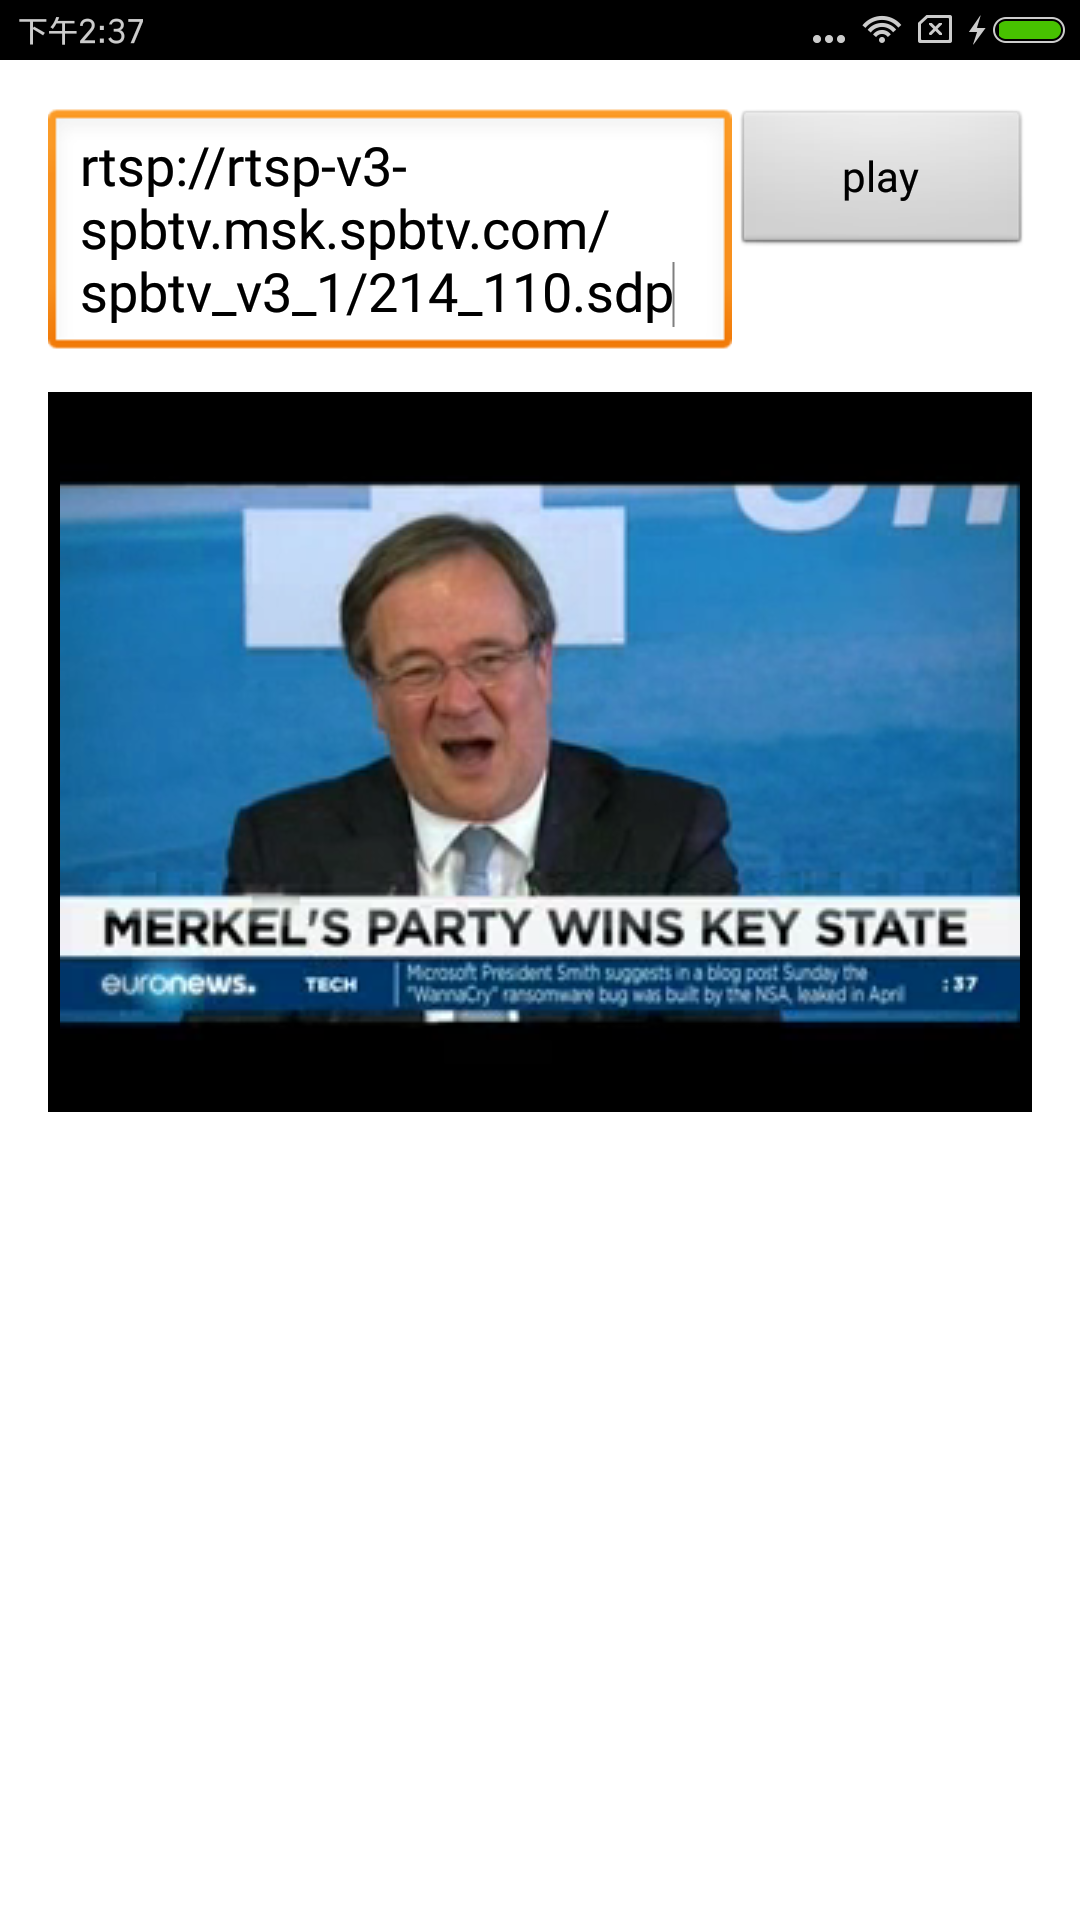 下午2:37
rtsp://rtsp-v3-
spbtv.msk.spbtv.com/
spbtv_v3_1/214_110.sdp
play
MERKEL'S PARTY WINS KEY STATE
euronews.
TECH
Microsoft President Smith suggests in a blog post Sunday the
"WannaCry" ransomware bug was built by the NSA, leaked in April
:37